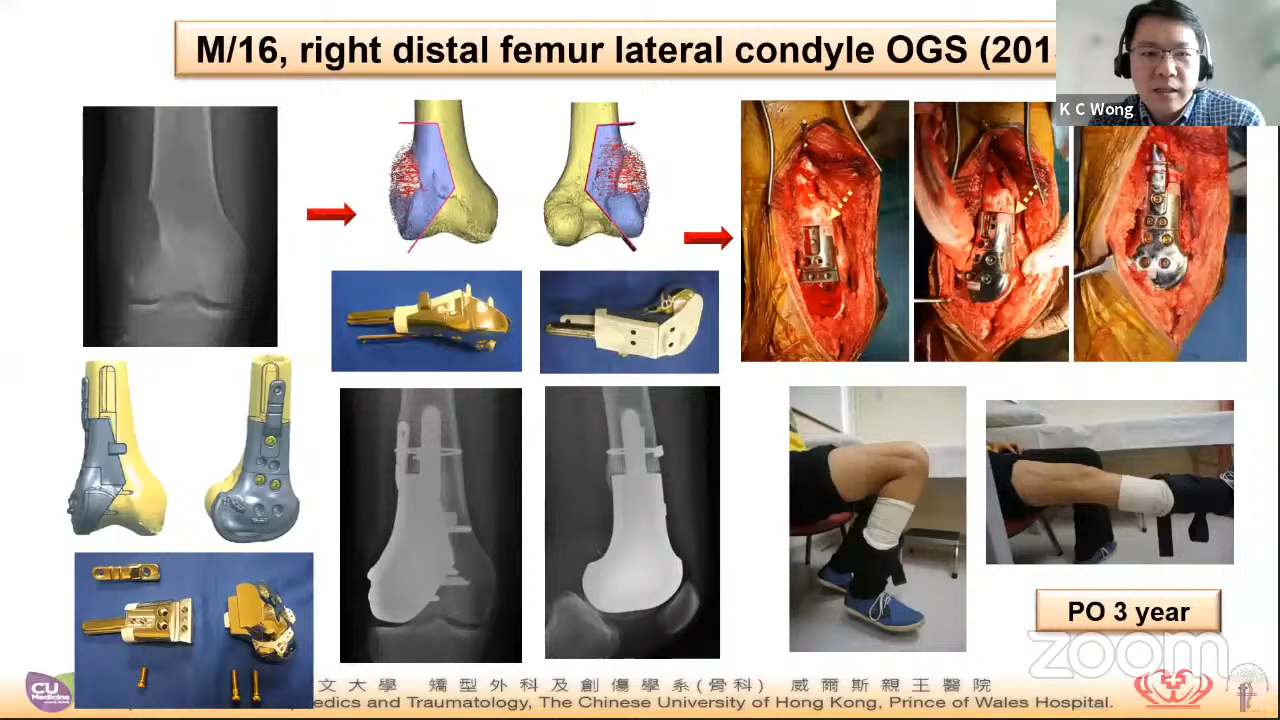 M/16, right distal femur lateral condyle OGS (201
K C Wong
PO 3 year
zoom
CU
Medicine
HONG KONG
文大學 矯型外科及創傷學系(骨科) 威爾斯親王醫院
edics and Traumatology, The Chinese University of Hong Kong, Prince of Wales Hospital.